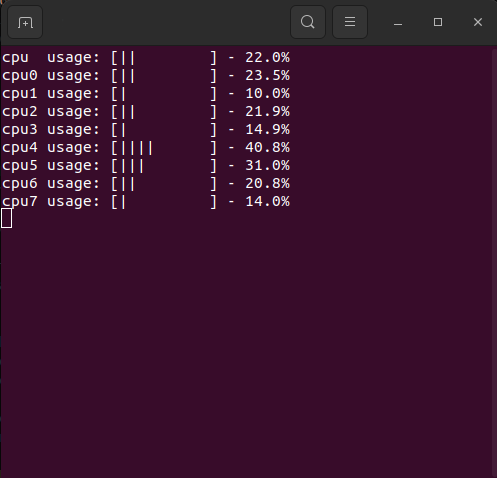 cpu  usage: [||        ] - 22.0%
cpu0 usage: [||        ] - 23.5%
cpu1 usage: [|         ] - 10.0%
cpu2 usage: [||        ] - 21.9%
cpu3 usage: [|         ] - 14.9%
cpu4 usage: [||||      ] - 40.8%
cpu5 usage: [|||       ] - 31.0%
cpu6 usage: [||        ] - 20.8%
cpu7 usage: [|         ] - 14.0%